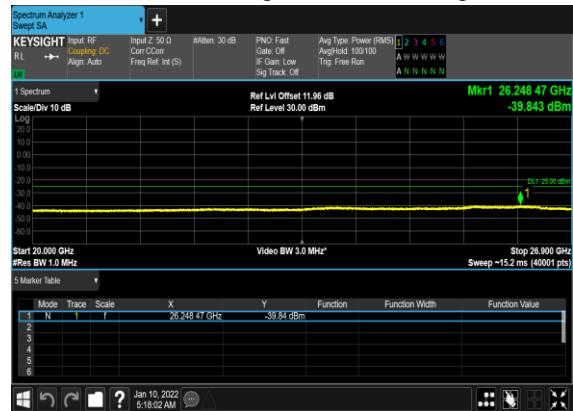 Spectrum Analyzer 1
Swept SA
+
KEYSIGHT Input: RF Input Z: 50 Ω #Atten: 30 dB PNO: Fast Avg Type: Power (RMS) 1 2 3 4 5 6
RL Coupling: DC Corr CCorr Gate: Off Avg|Hold: 100/100 A W W W W W
Align: Auto Freq Ref: Int (S) IF Gain: Low Trig: Free Run
LXI Sig Track: Off A N N N N N
1 Spectrum Ref Lvl Offset 11.96 dB Mkr1 26.248 47 GHz
Scale/Div 10 dB Ref Level 30.00 dBm -39.843 dBm
Log
20.0
10.0
0.00
-10.0
-20.0
DL1 -25.00 dBm
-30.0
1
-40.0
-50.0
-60.0
Start 20.000 GHz Video BW 3.0 MHz* Stop 26.900 GHz
#Res BW 1.0 MHz Sweep ~15.2 ms (40001 pts)
5 Marker Table
Mode Trace Scale X Y Function Function Width Function Value
1 N 1 f 26.248 47 GHz -39.84 dBm
2
3
4
5
6
? Jan 10, 2022
5:18:02 AM